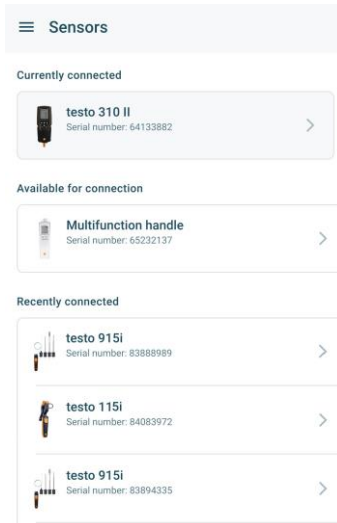 Sensors
Currently connected
testo 310 II
Serial number: 64133882
Available for connection
Multifunction handle
Serial number: 65232137
Recently connected
testo 915i
Serial number: 83888989
testo 115i
Serial number: 84083972
testo 915i
Serial number: 83894335